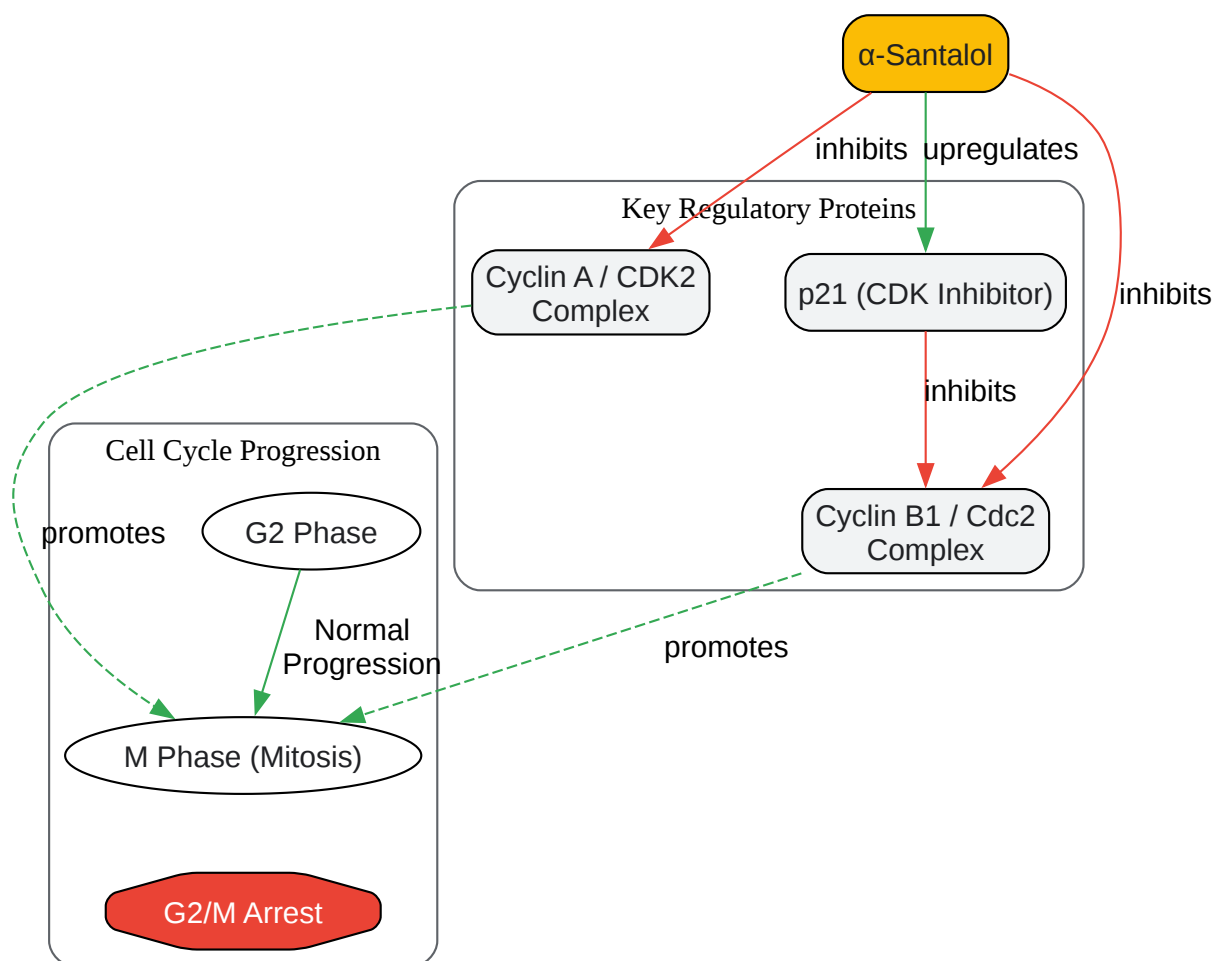 α-Santalol
inhibits
upregulates
Key Regulatory Proteins
Cyclin A / CDK2
Complex
p21 (CDK Inhibitor)
inhibits
inhibits
Cell Cycle Progression
Cyclin B1 / Cdc2
Complex
promotes
G2 Phase
Normal
Progression
promotes
M Phase (Mitosis)
G2/M Arrest